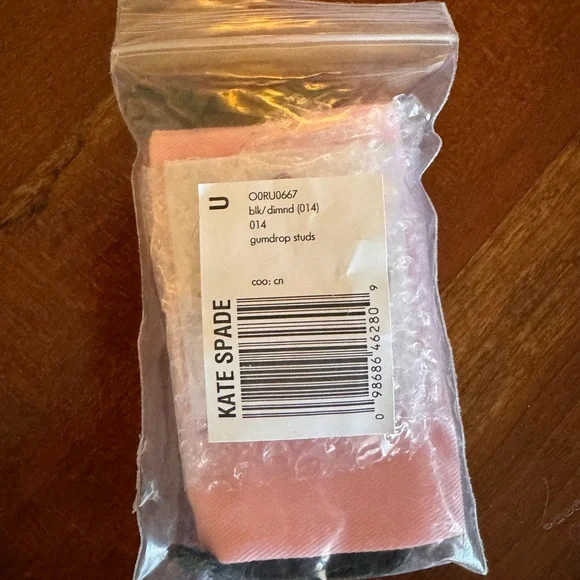 U
O0RU0667
blk/dimnd (014)
014
gumdrop studs
coo: cn
KATE SPADE
0 98686 46280 9